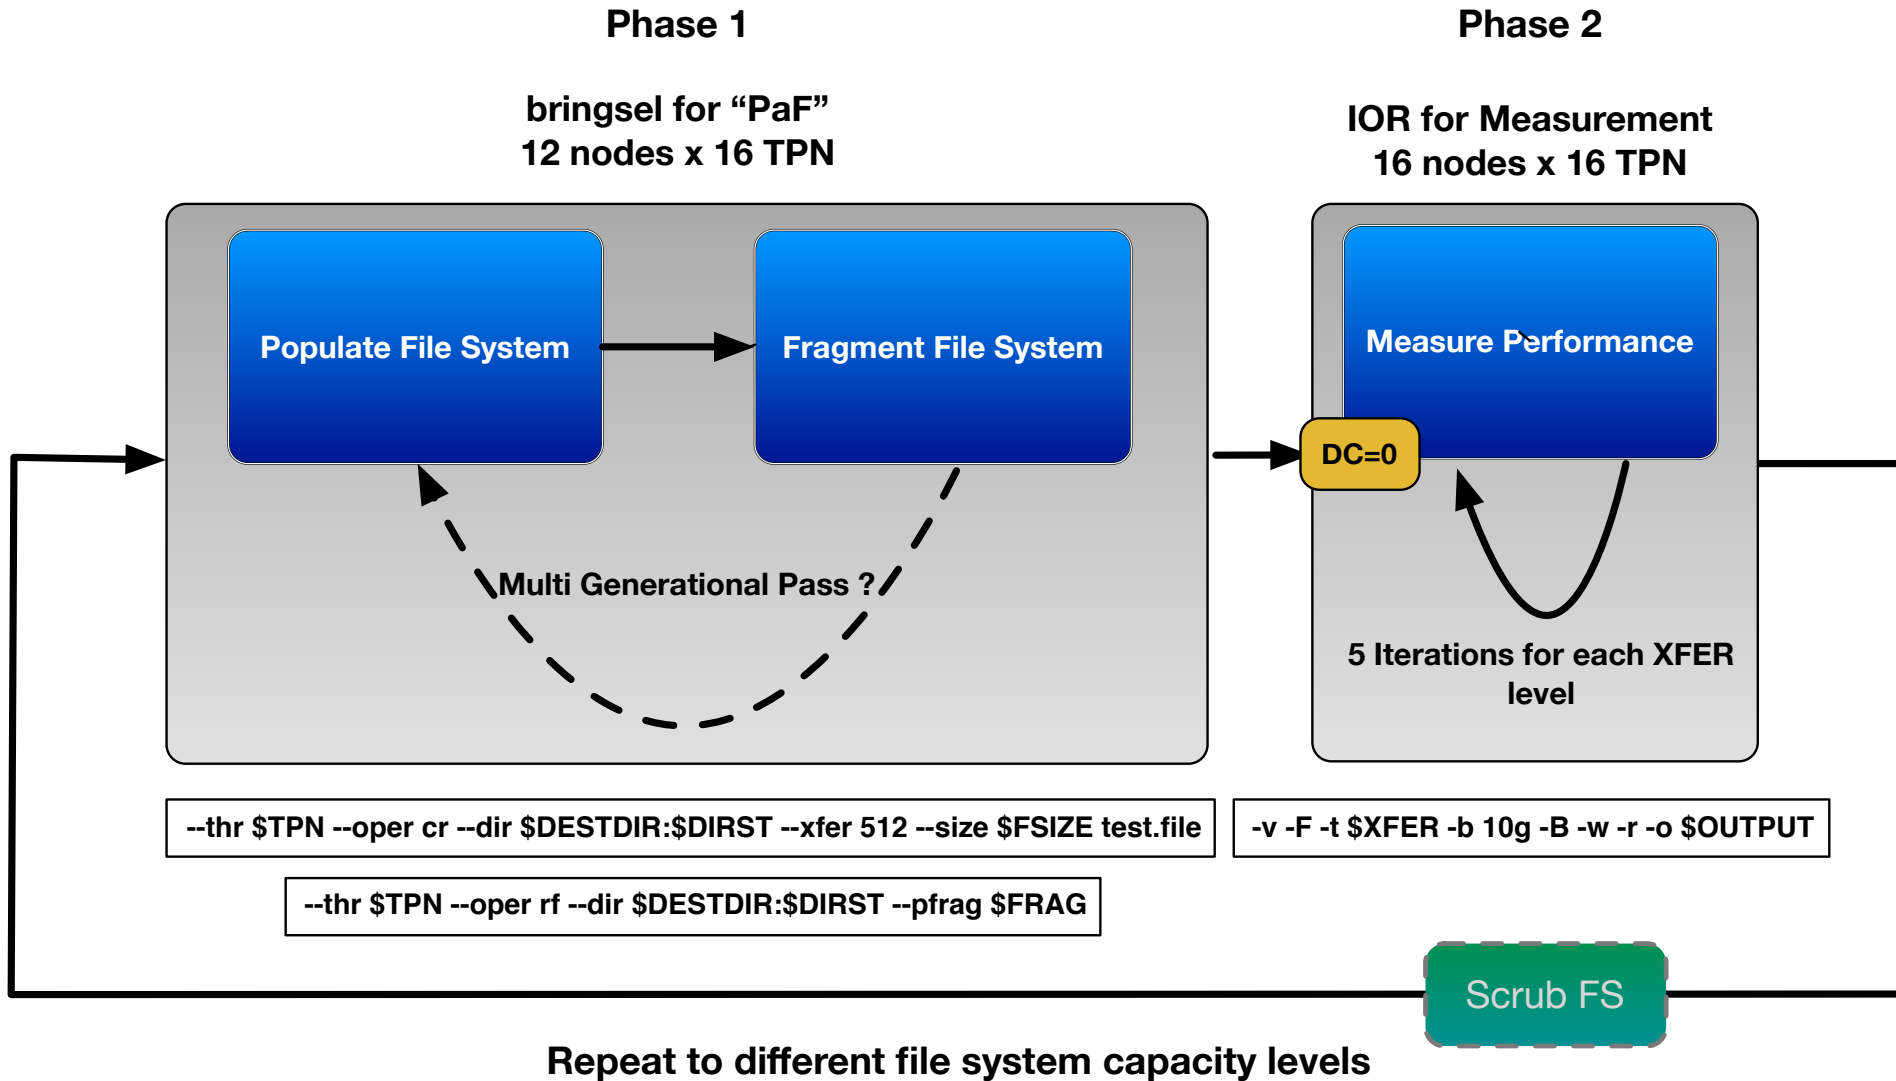 Phase 1
bringsel for “PaF”
12 nodes x 16 TPN
Populate File System
Fragment File System
Multi Generational Pass ?
--thr $TPN --oper cr --dir $DESTDIR:$DIRST --xfer 512 --size $FSIZE test.file
--thr $TPN --oper rf --dir $DESTDIR:$DIRST --pfrag $FRAG
Phase 2
IOR for Measurement
16 nodes x 16 TPN
Measure Performance
DC=0
5 Iterations for each XFER
level
-v -F -t $XFER -b 10g -B -w -r -o $OUTPUT
Scrub FS
Repeat to different file system capacity levels